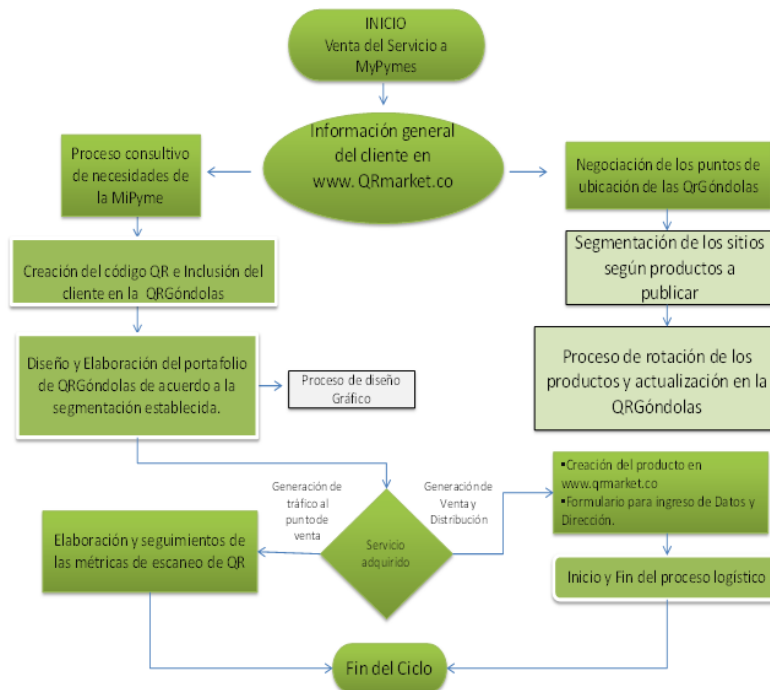 INICIO
Venta del Servicio a
MyPymes
Información general
del cliente en
www. QRmarket.co
Proceso consultivo
de necesidades de
la MiPyme
Negociación de los puntos de
ubicación de las QrGóndolas
Creación del código QR e Inclusión del
cliente en la QRGóndolas
Segmentación de los sitios
según productos a
publicar
Diseño y Elaboración del portafolio
de QRGóndolas de acuerdo a la
segmentación establecida.
Proceso de diseño
Gráfico
Proceso de rotación de los
productos y actualización en la
QRGóndolas
Generación de
tráfico al
punto de
venta
Generación de
Venta y
Distribución
▪Creación del producto en
www.qrmarket.co
▪Formulario para ingreso de Datos y
Dirección.
Elaboración y seguimientos de
las métricas de escaneo de QR
Servicio
adquirido
Inicio y Fin del proceso logístico
Fin del Ciclo